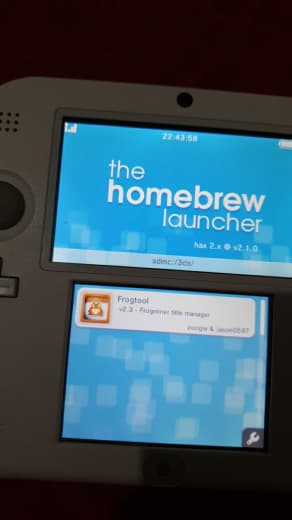 22:43:58
the
homebrew
launcher
hax 2.x @ v2.1.0
sdmc:/3ds/
Frogtool
v2.3 - Frogminer title manager
zoogie & jason0597